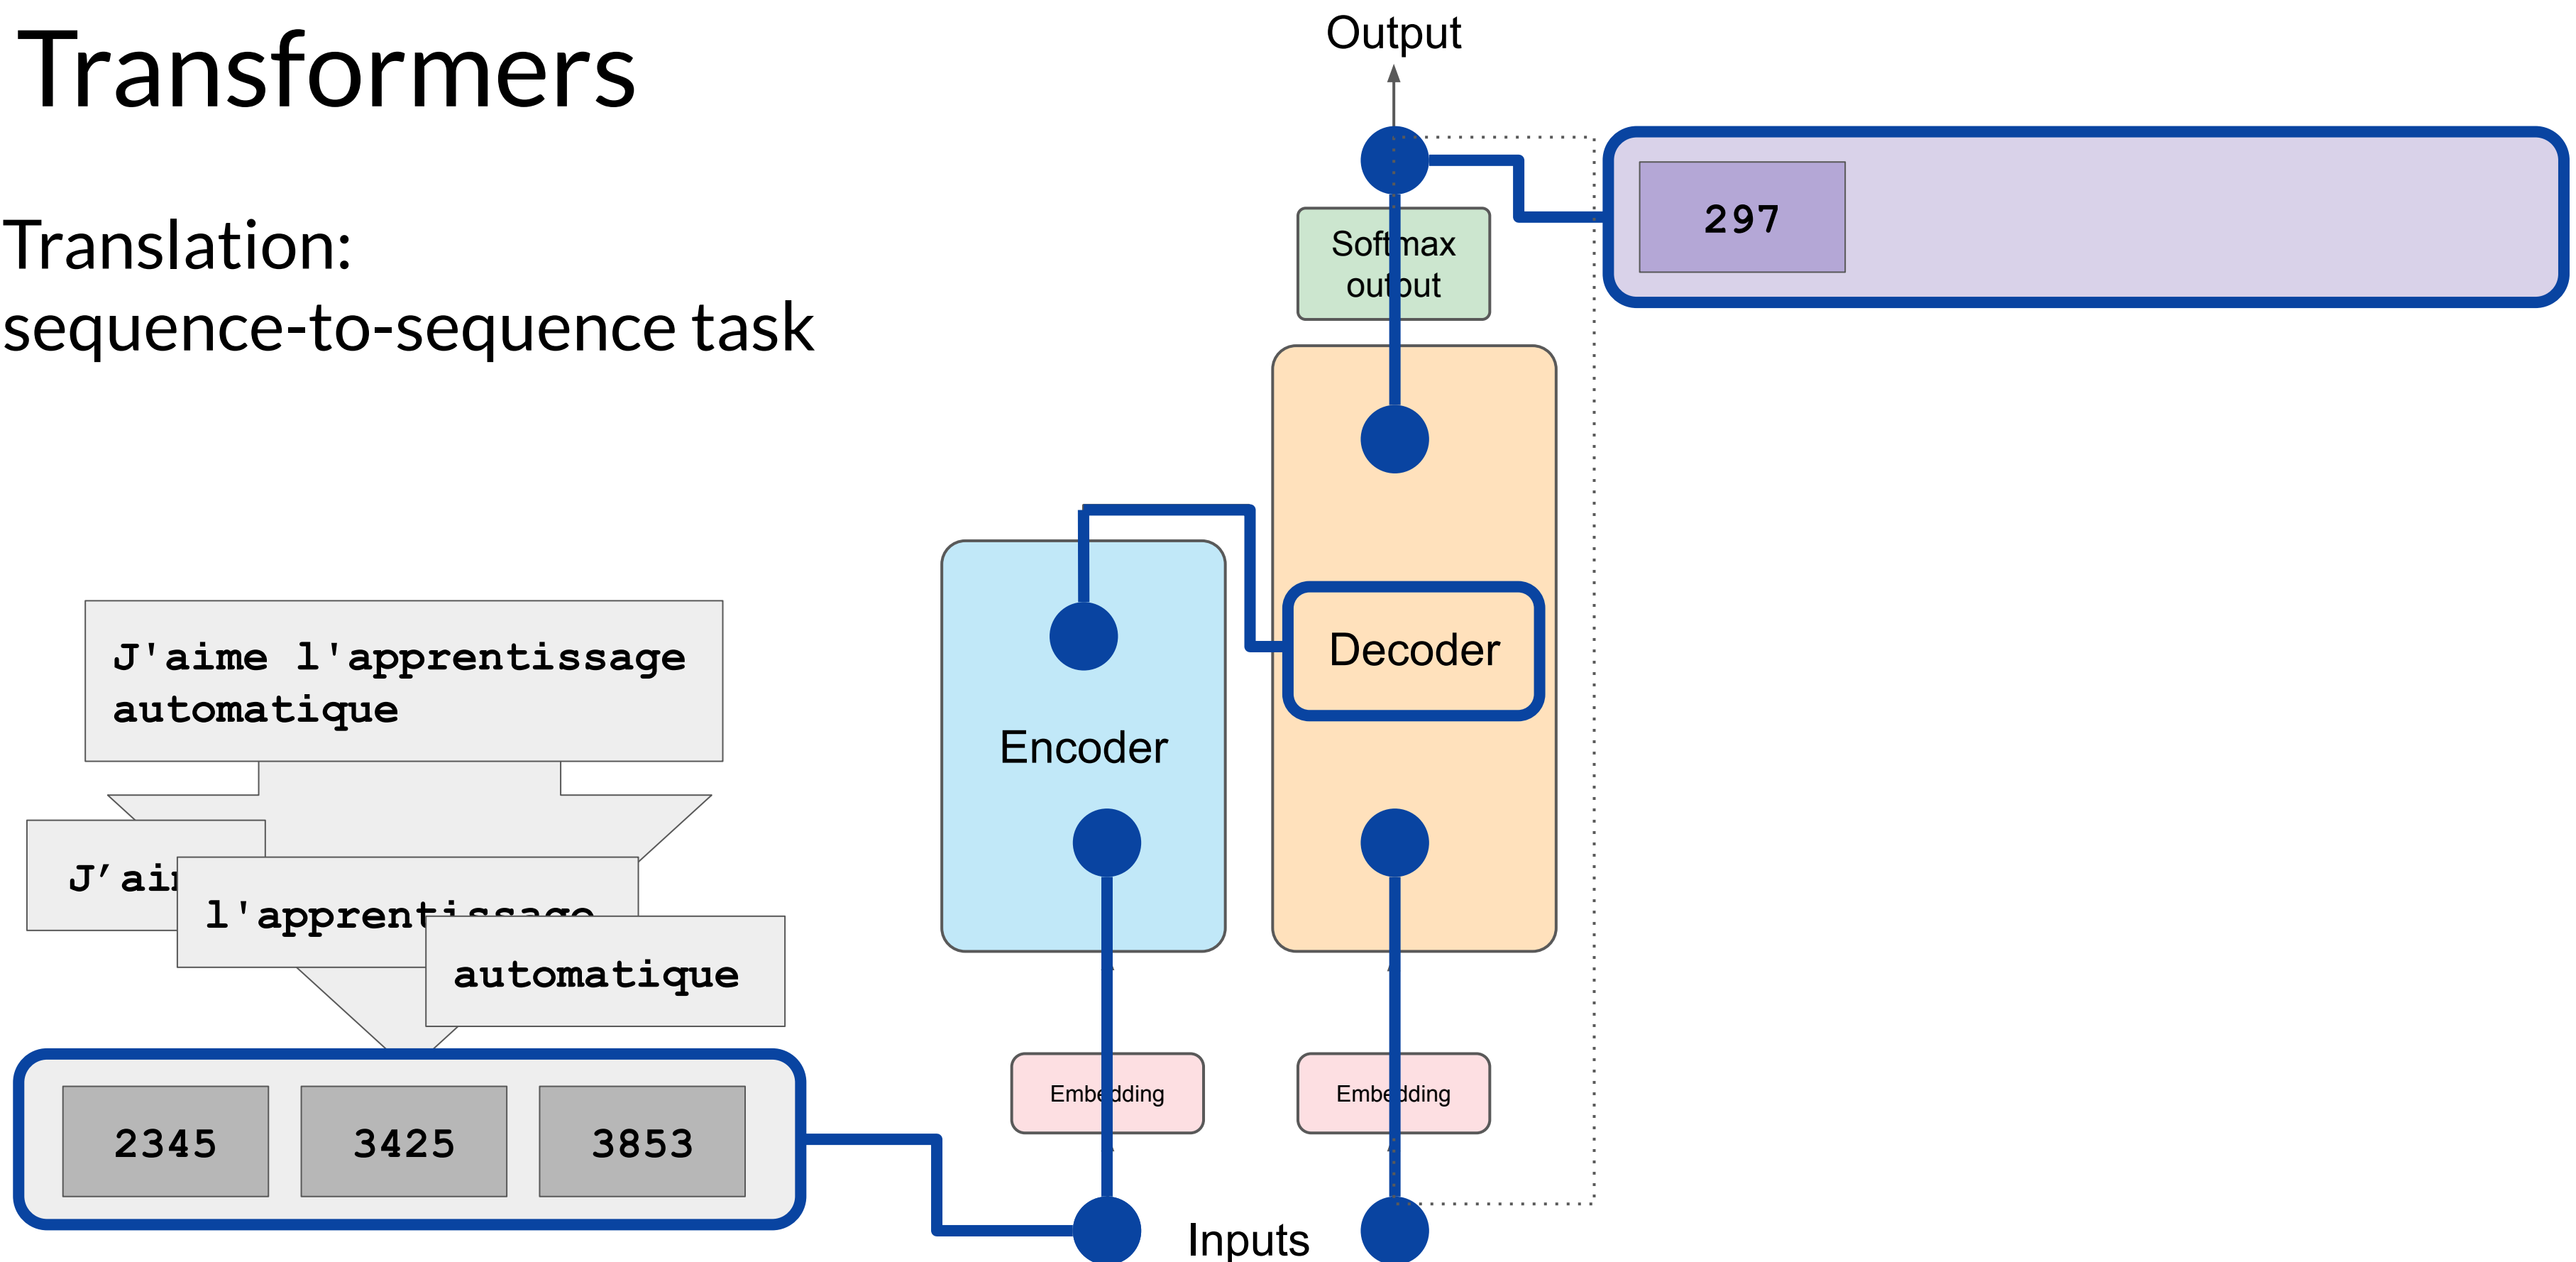 Transformers
Translation:
sequence-to-sequence task
Output
297
Softmax
output
Decoder
Encoder
J'aime l'apprentissage
automatique
l'apprentissage
automatique
Embedding
Embedding
2345
3425
3853
Inputs